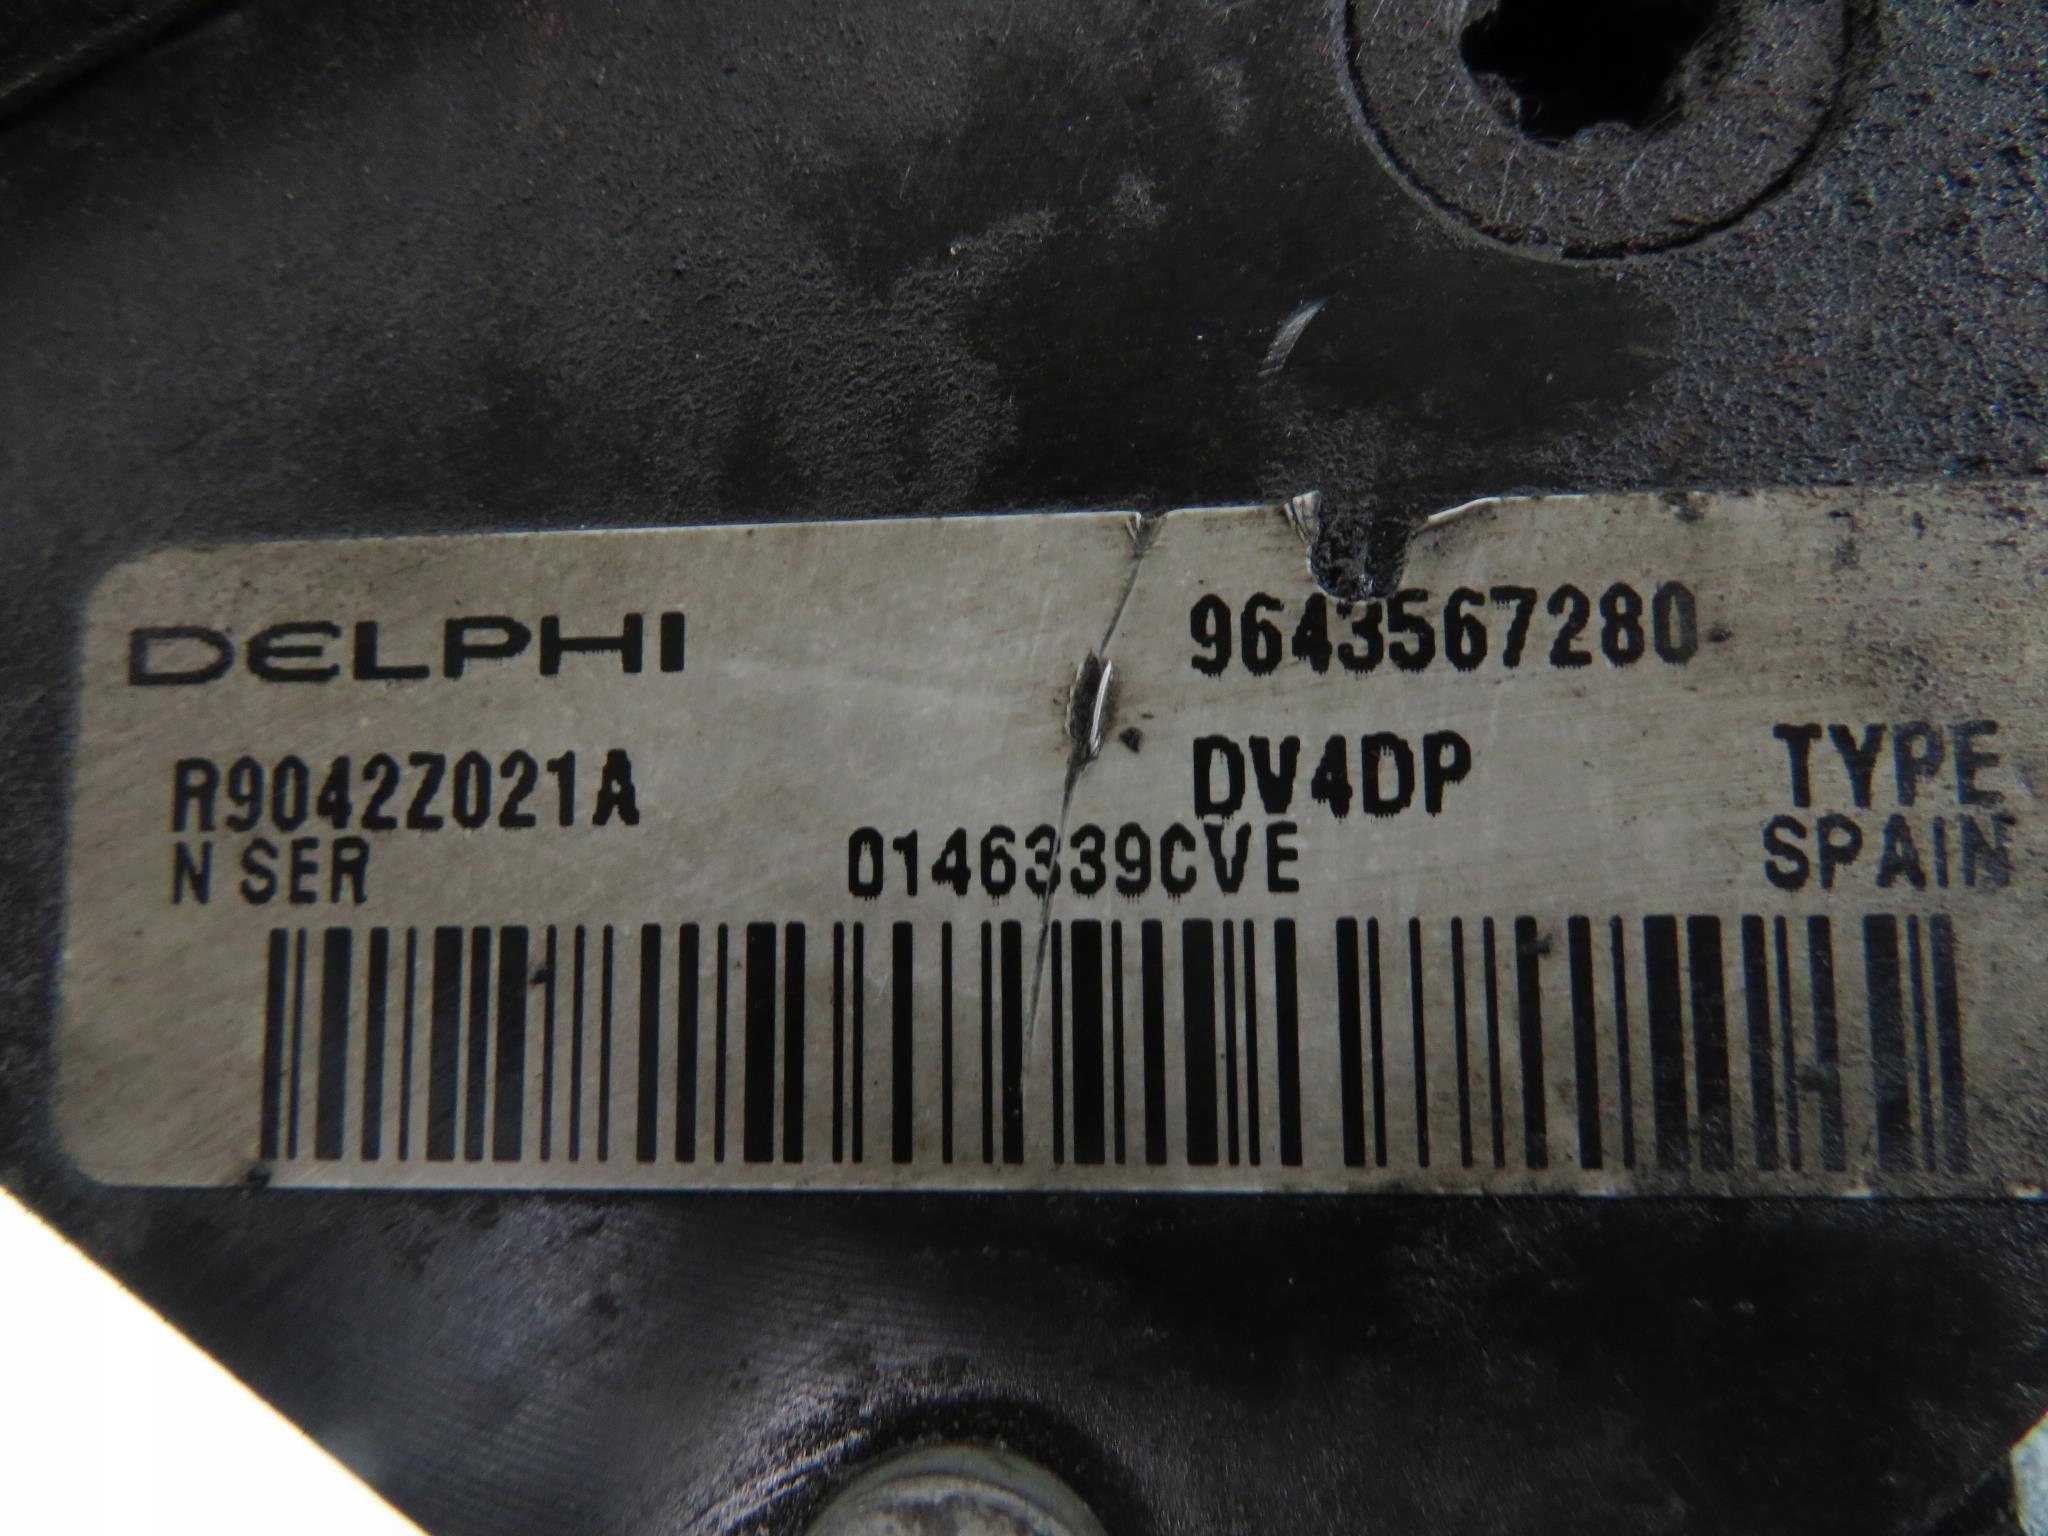 DELPHI 9643567280
R9042Z021A DV4DP TYPE
N SER 0146339CVE SPAIN